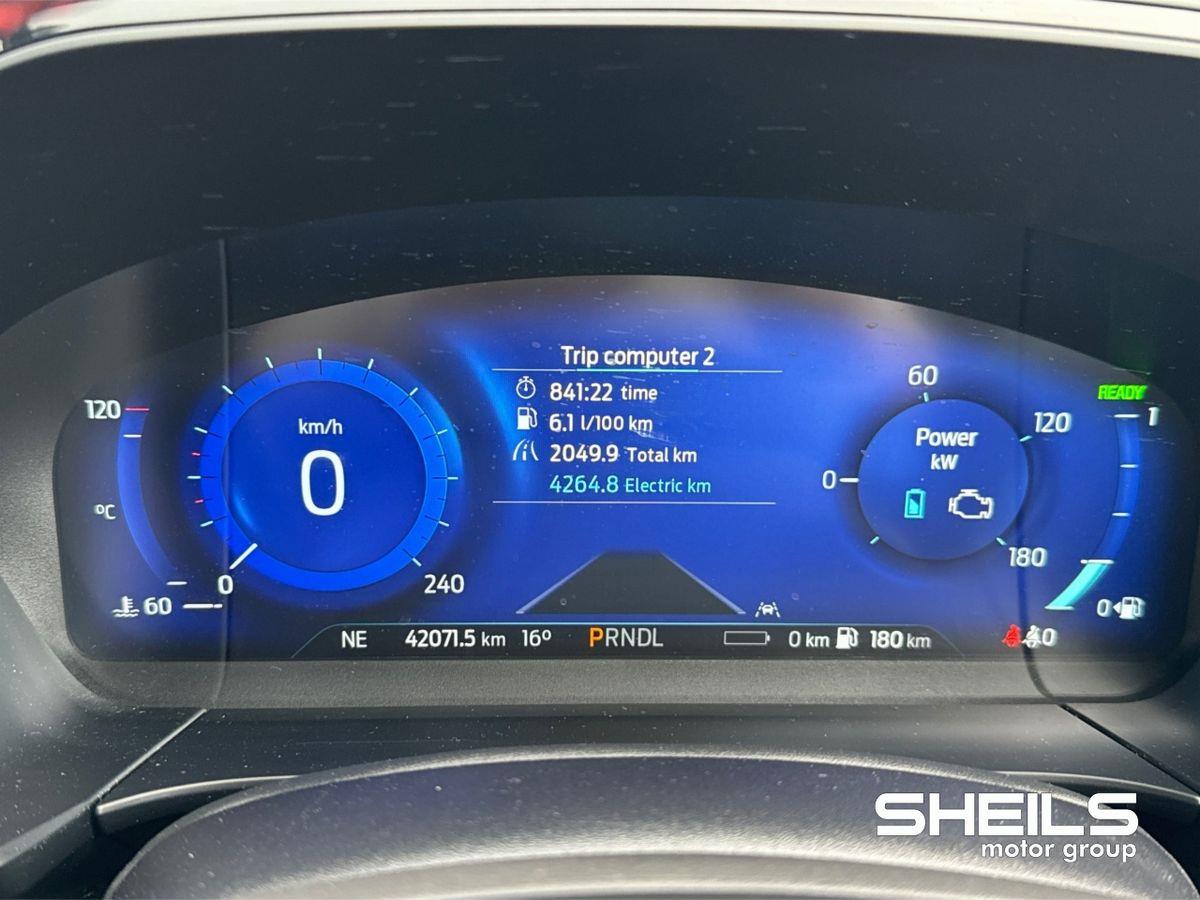 Trip computer 2
841:22 time
6.1 l/100 km
2049.9 Total km
4264.8 Electric km
120
°C
60
km/h
0
0
240
60
0
120
Power
kW
180
READY
1
0
NE 42071.5 km 16° PRNDL 0 km 180 km
0
SHEILS
motor group